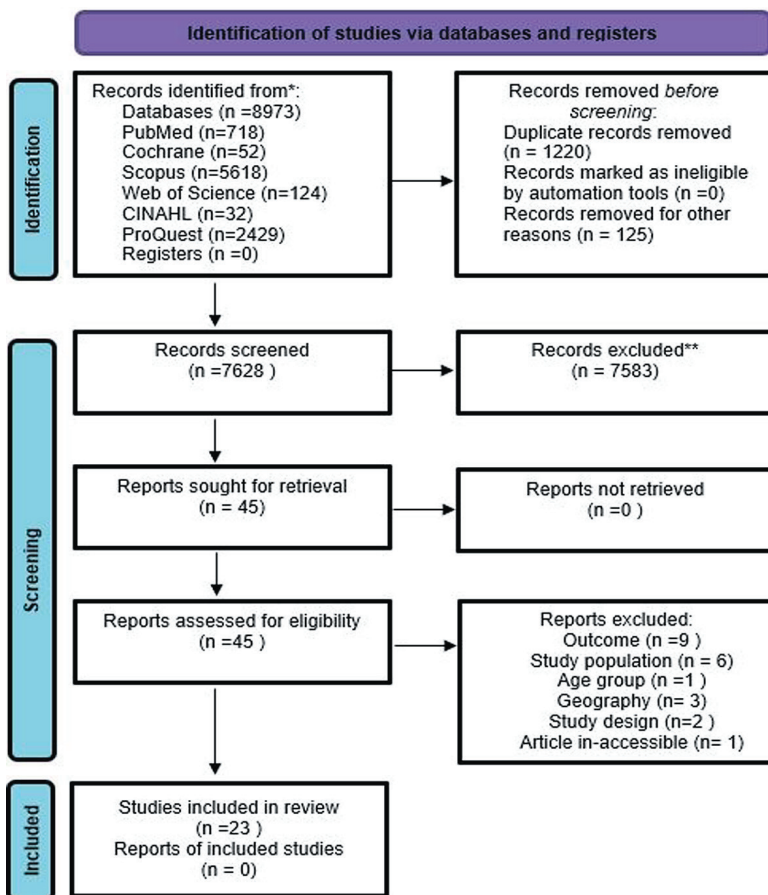 Identification of studies via databases and registers
Identification
Records identified from*:
Databases (n =8973)
PubMed (n=718)
Cochrane (n=52)
Scopus (n=5618)
Web of Science (n=124)
CINAHL (n=32)
ProQuest (n=2429)
Registers (n =0)
Records removed before
screening:
Duplicate records removed
(n = 1220)
Records marked as ineligible
by automation tools (n =0)
Records removed for other
reasons (n = 125)
Screening
Records screened
(n =7628 )
Records excluded**
(n = 7583)
Reports sought for retrieval
(n = 45)
Reports not retrieved
(n =0 )
Reports assessed for eligibility
(n =45 )
Reports excluded:
Outcome (n =9 )
Study population (n = 6)
Age group (n =1 )
Geography (n= 3)
Study design (n=2 )
Article in-accessible (n= 1)
Included
Studies included in review
(n =23 )
Reports of included studies
(n = 0)